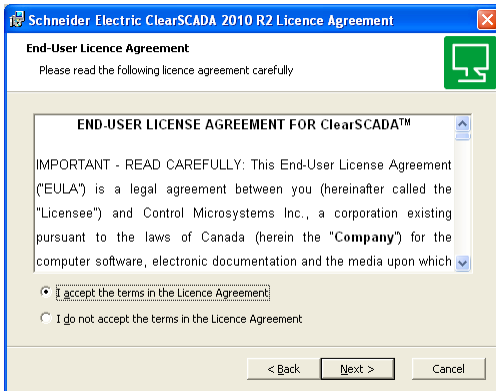 Schneider Electric ClearSCADA 2010 R2 Licence Agreement
End-User Licence Agreement
Please read the following licence agreement carefully
END-USER LICENSE AGREEMENT FOR ClearSCADA™
IMPORTANT - READ CAREFULLY: This End-User License Agreement
("EULA") is a legal agreement between you (hereinafter called the
"Licensee") and Control Microsystems Inc., a corporation existing
pursuant to the laws of Canada (herein the "Company") for the
computer software, electronic documentation and the media upon which
I accept the terms in the Licence Agreement
I do not accept the terms in the Licence Agreement
< Back Next > Cancel